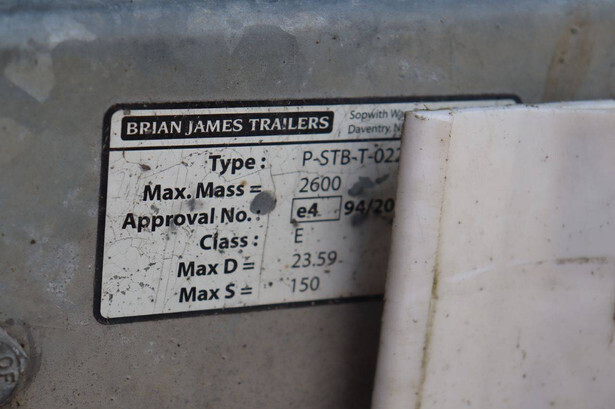 BRIAN JAMES TRAILERS
Sopwith
Daventry,
Type : P-STB-T-022
Max. Mass = 2600
Approval No. : e4 94/20
Class : E
Max D = 23.59
Max S = 150
OF